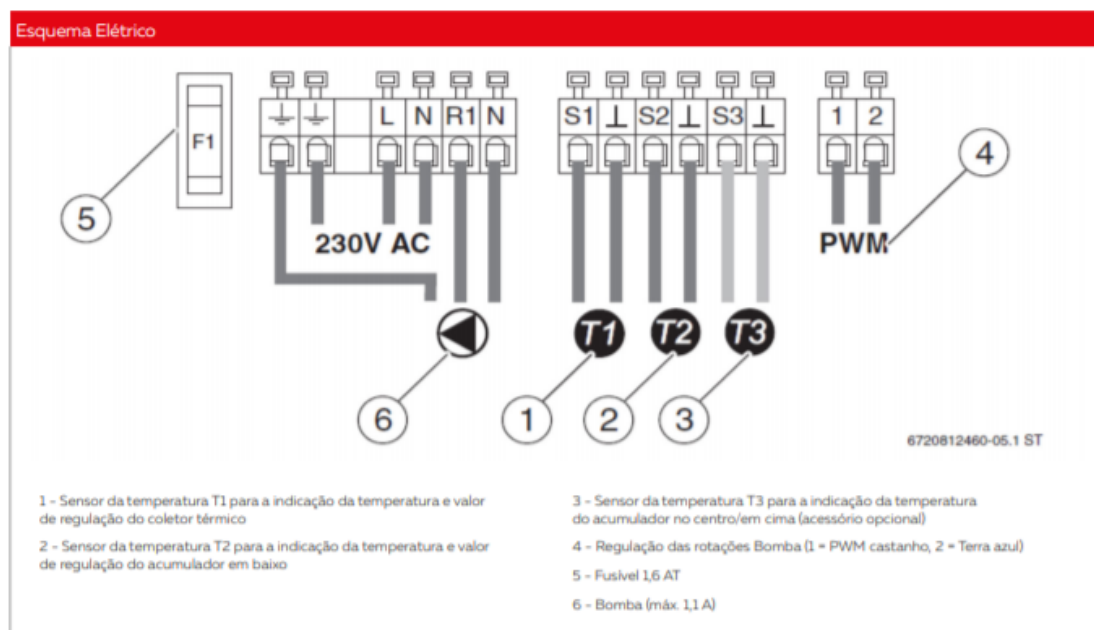 Esquema Elétrico
F1
L N R1 N
S1 ⊥ S2 ⊥ S3 ⊥
1 2
4
5
230V AC
PWM
T1 T2 T3
6
1
2
3
6720812460-05.1 ST
1 - Sensor da temperatura T1 para a indicação da temperatura e valor
de regulação do coletor térmico
2 - Sensor da temperatura T2 para a indicação da temperatura e valor
de regulação do acumulador em baixo
3 - Sensor da temperatura T3 para a indicação da temperatura
do acumulador no centro/em cima (acessório opcional)
4 - Regulação das rotações Bomba (1 = PWM castanho, 2 = Terra azul)
5 - Fusível 1,6 AT
6 - Bomba (máx. 1,1 A)